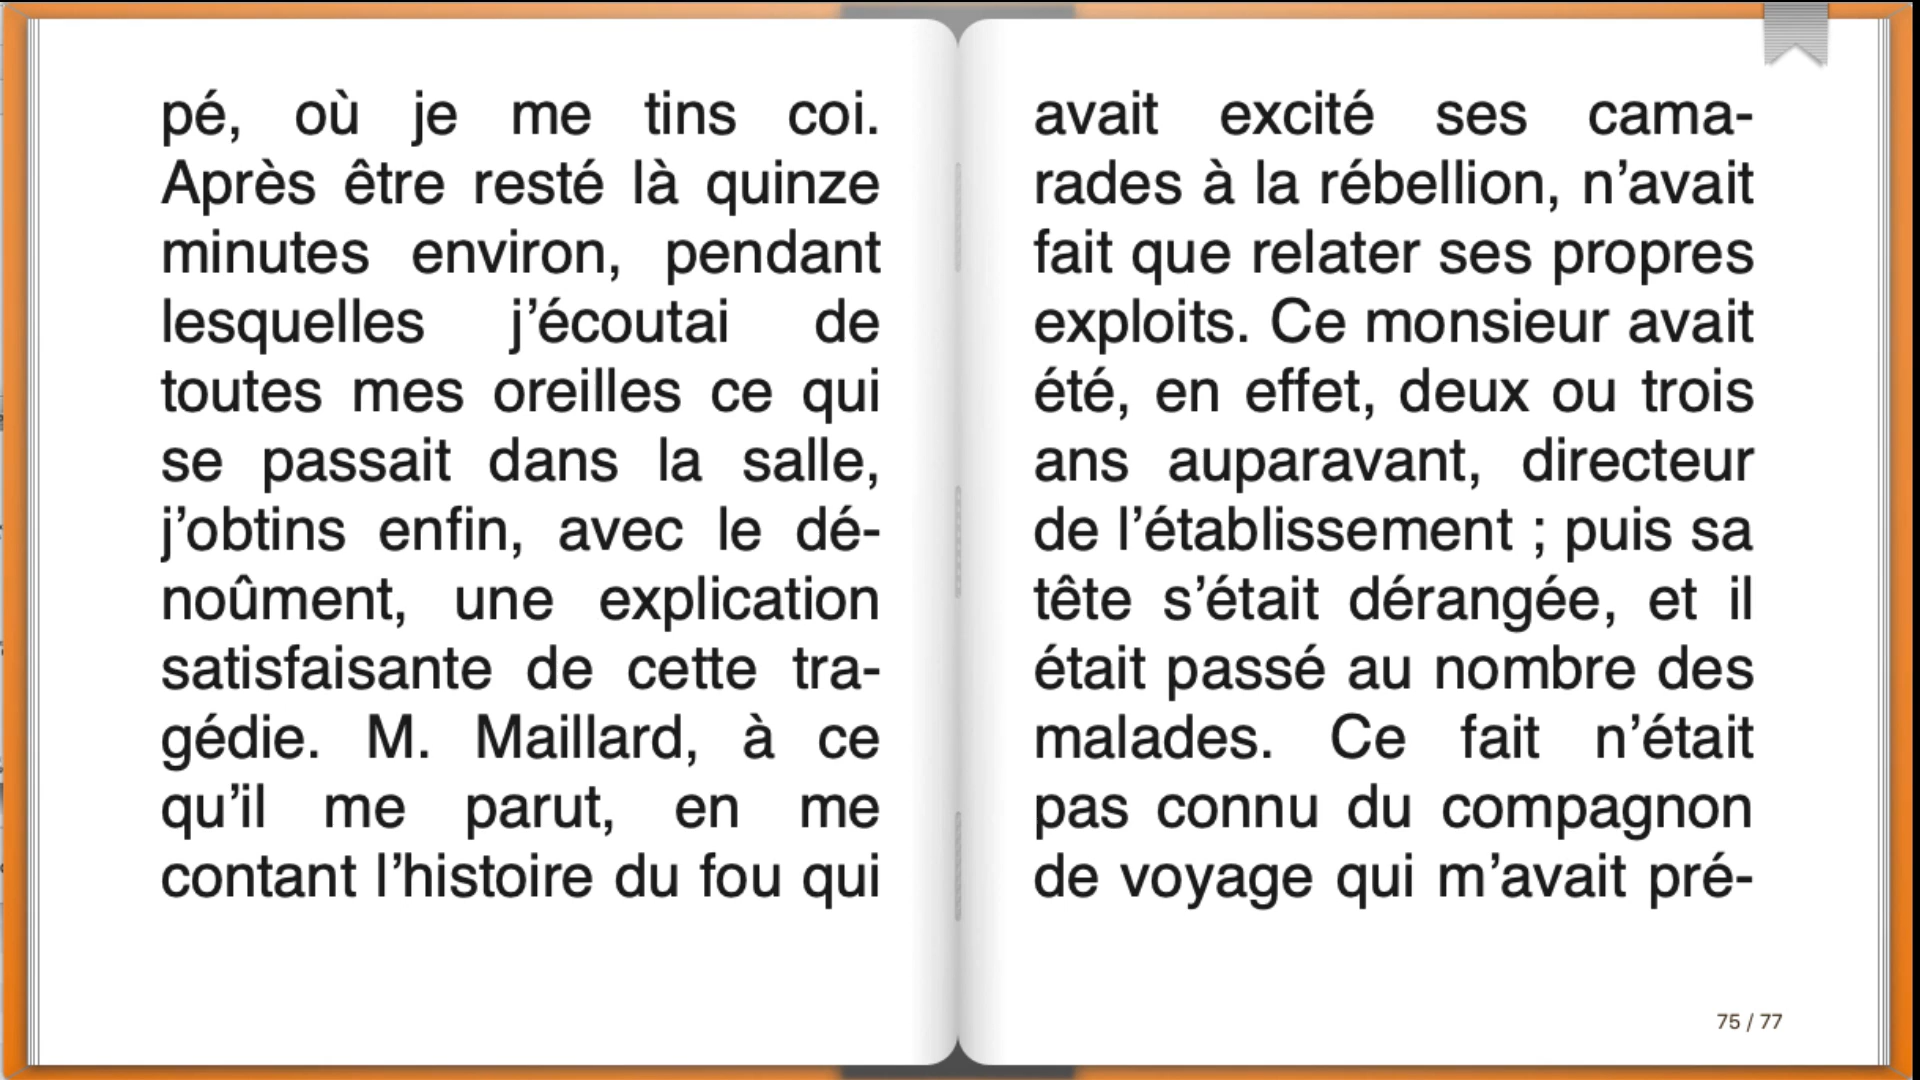 pé, où je me tins coi.
Après être resté là quinze
minutes environ, pendant
lesquelles j’écoutai de
toutes mes oreilles ce qui
se passait dans la salle,
j’obtins enfin, avec le dé-
noûment, une explication
satisfaisante de cette tra-
gédie. M. Maillard, à ce
qu’il me parut, en me
contant l’histoire du fou qui
avait excité ses cama-
rades à la rébellion, n’avait
fait que relater ses propres
exploits. Ce monsieur avait
été, en effet, deux ou trois
ans auparavant, directeur
de l’établissement ; puis sa
tête s’était dérangée, et il
était passé au nombre des
malades. Ce fait n’était
pas connu du compagnon
de voyage qui m’avait pré-
75 / 77